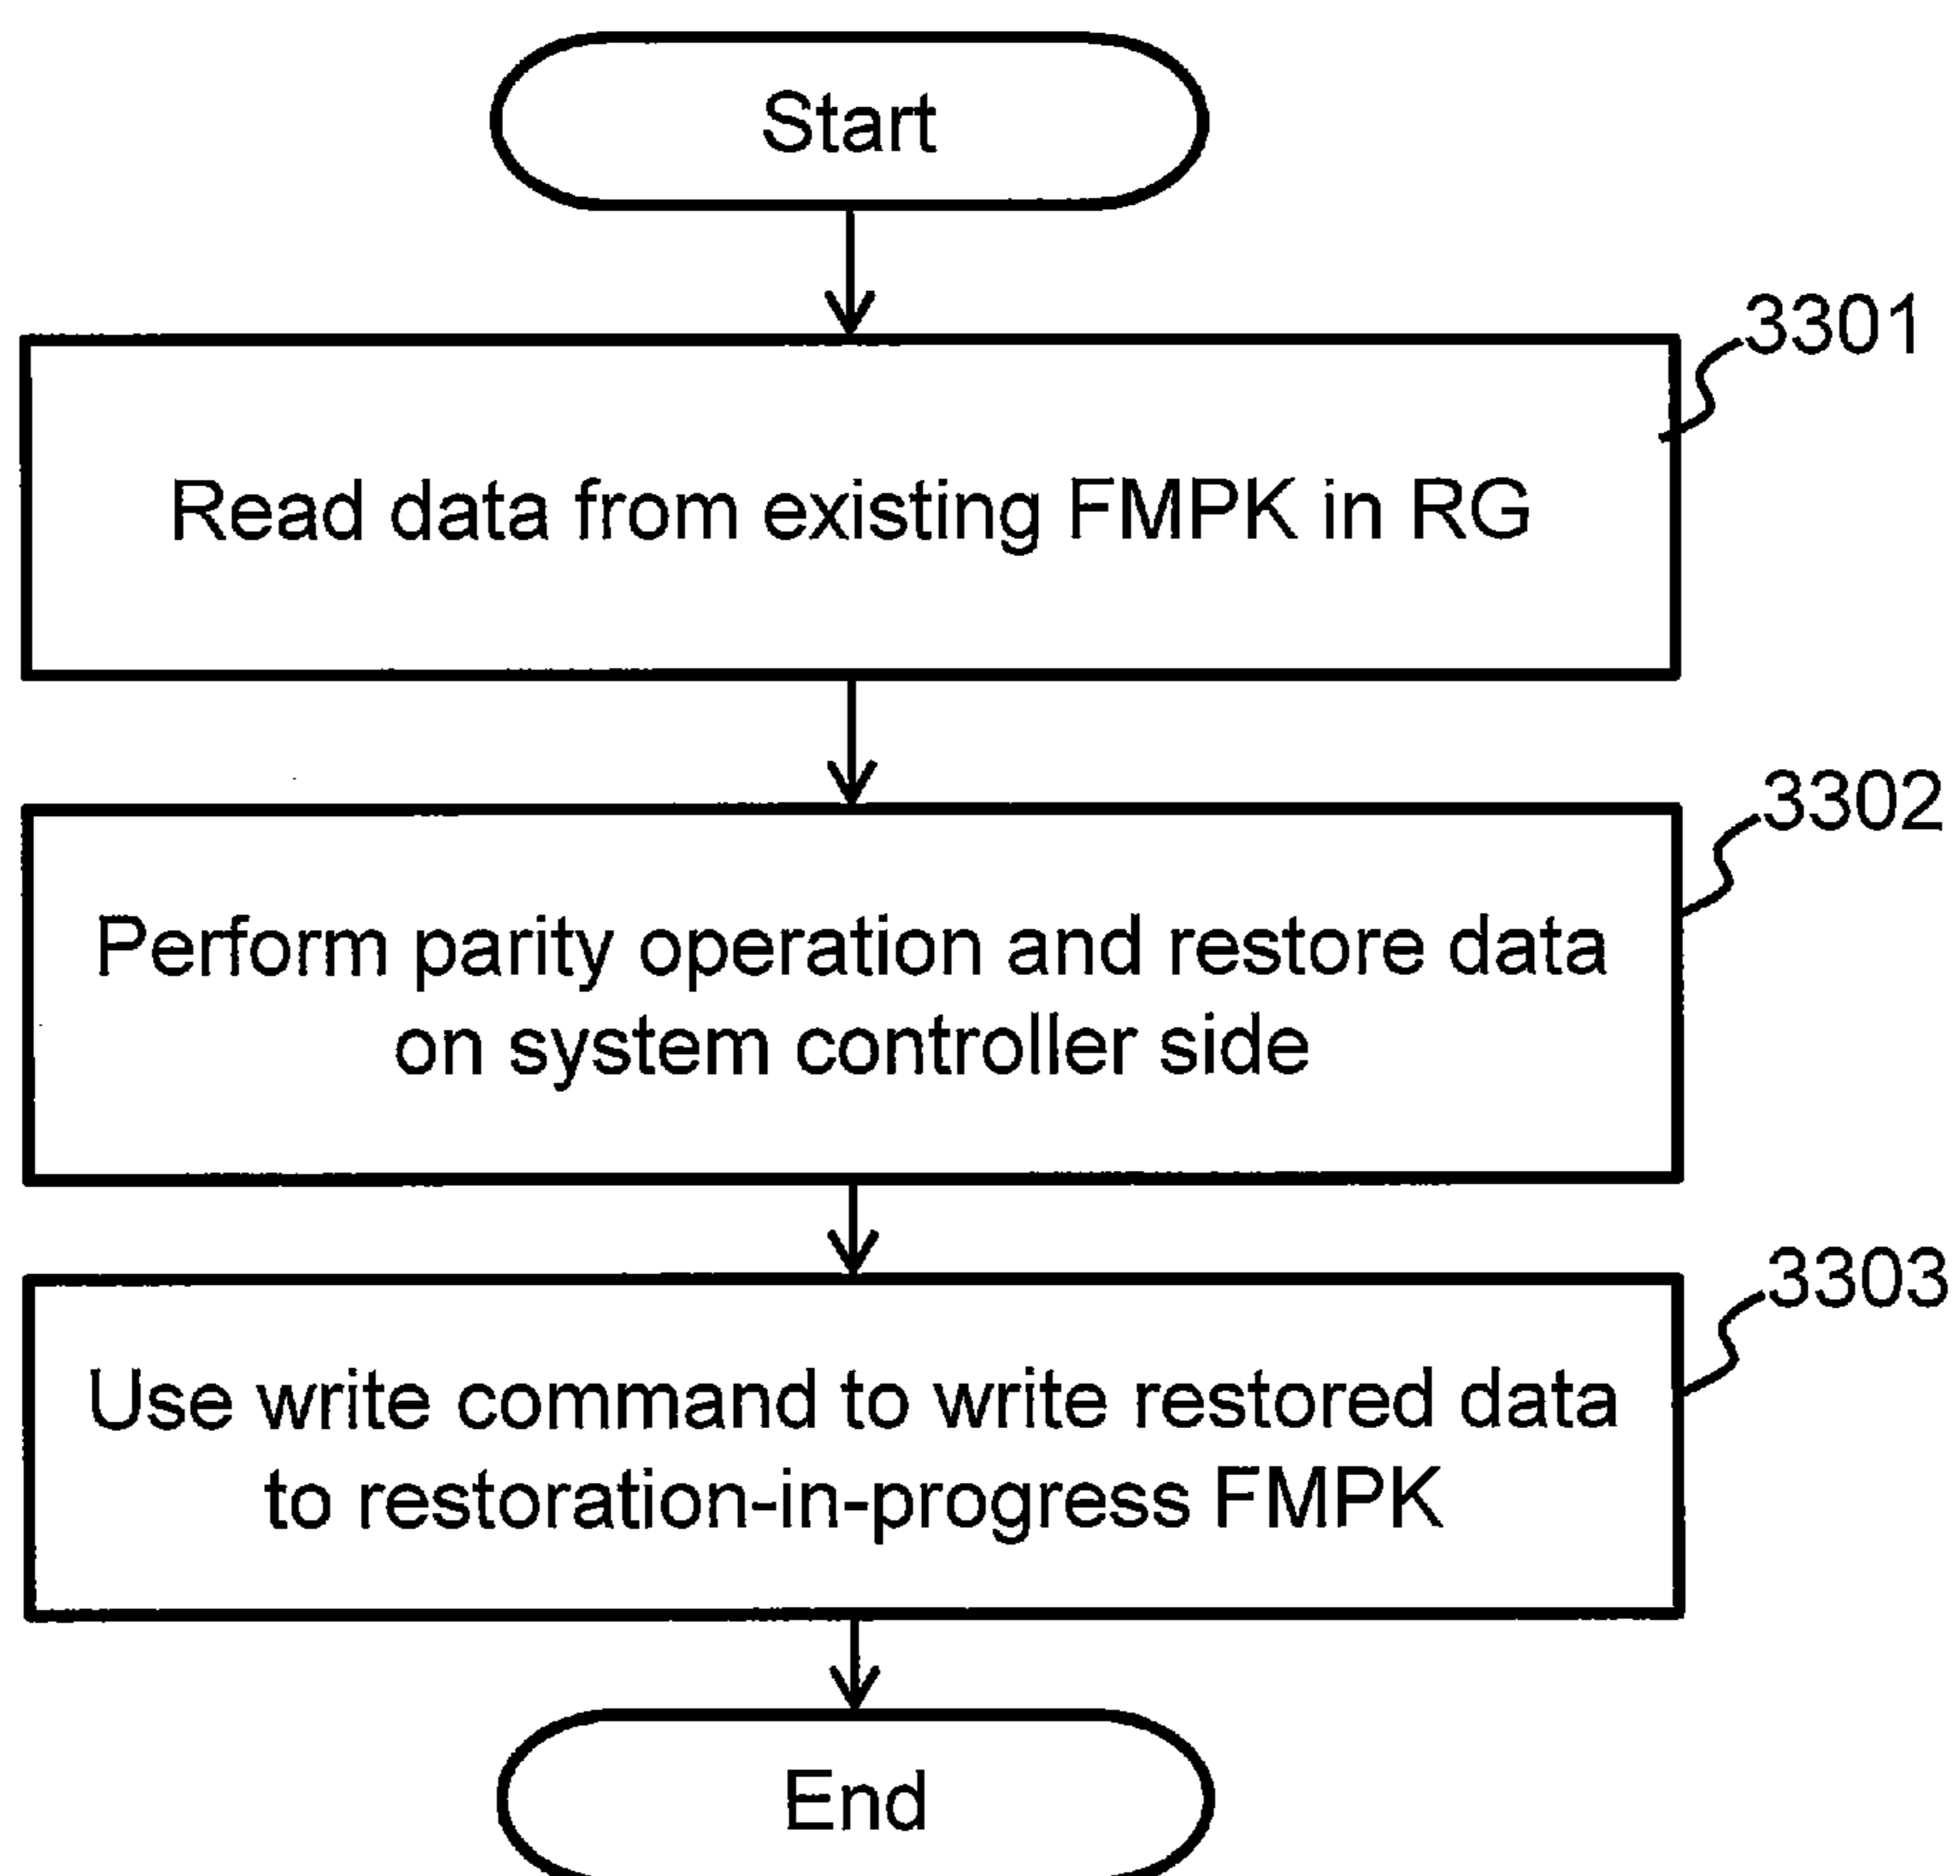 Start
3301
Read data from existing FMPK in RG
3302
Perform parity operation and restore data
on system controller side
3303
Use write command to write restored data
to restoration-in-progress FMPK
End